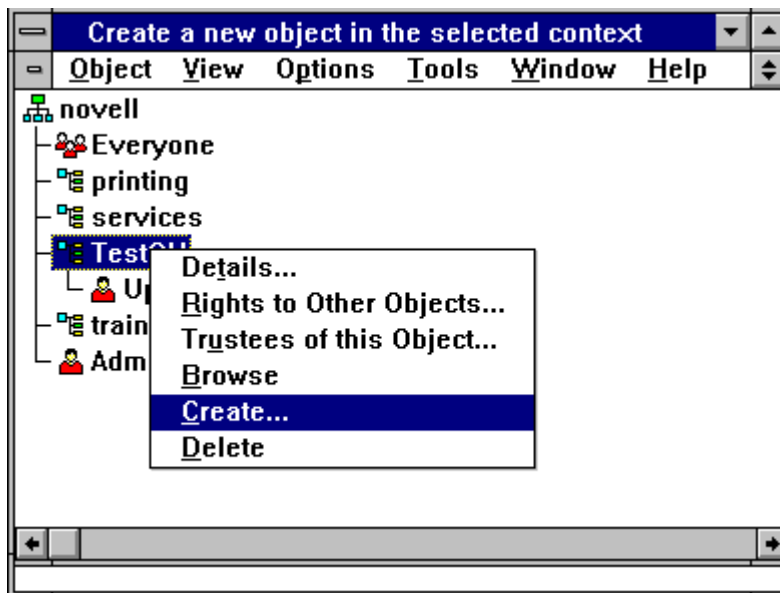 Create a new object in the selected context
Object View Options Tools Window Help
novell
Everyone
printing
services
Details...
Rights to Other Objects...
Trustees of this Object...
Browse
Create...
Delete